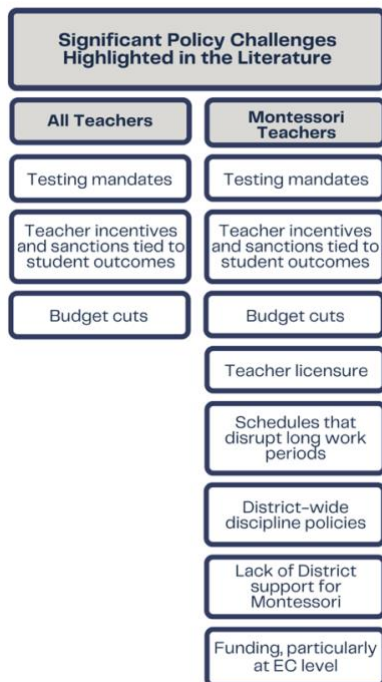 Significant Policy Challenges
Highlighted in the Literature
All Teachers
Testing mandates
Teacher incentives
and sanctions tied to
student outcomes
Budget cuts
Montessori
Teachers
Testing mandates
Teacher incentives
and sanctions tied to
student outcomes
Budget cuts
Teacher licensure
Schedules that
disrupt long work
periods
District-wide
discipline policies
Lack of District
support for
Montessori
Funding, particularly
at EC level